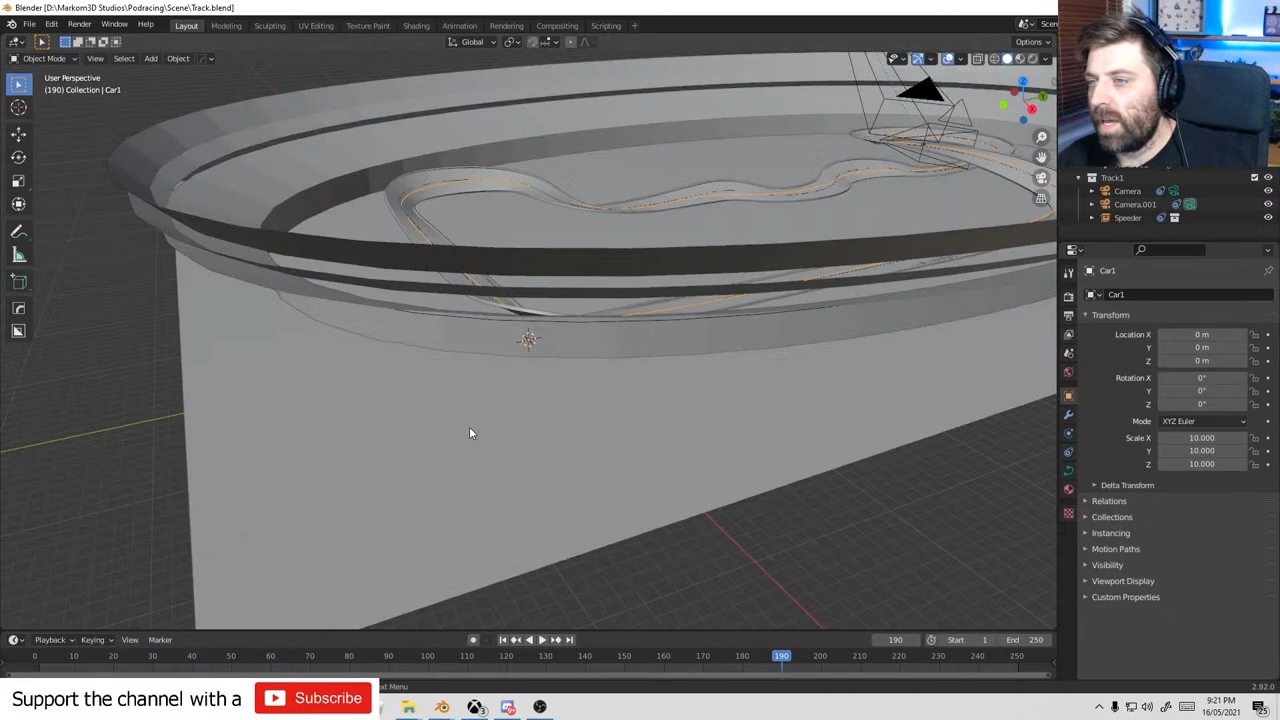 Blender [D:\Markom3D Studios\Podracing\Scene\Track.blend]
File Edit Render Window Help Layout Modeling Sculpting UV Editing Texture Paint Shading Animation Rendering Compositing Scripting + Scen
Global Options
Object Mode View Select Add Object
User Perspective
(190) Collection | Car1
Z
Y
X
Track1
Camera
Camera.001
Speeder
Car1
Car1
Transform
Location X 0 m
Y 0 m
Z 0 m
Rotation X 0°
Y 0°
Z 0°
Mode XYZ Euler
Scale X 10.000
Y 10.000
Z 10.000
Delta Transform
Relations
Collections
Instancing
Motion Paths
Visibility
Viewport Display
Custom Properties
Playback Keying View Marker 190 Start 1 End 250
0 10 20 30 40 50 60 70 80 90 100 110 120 130 140 150 160 170 180 190 200 210 220 230 240 250
Support the channel with a Subscribe
ext Menu 2.92.0
9:21 PM
16/05/2021